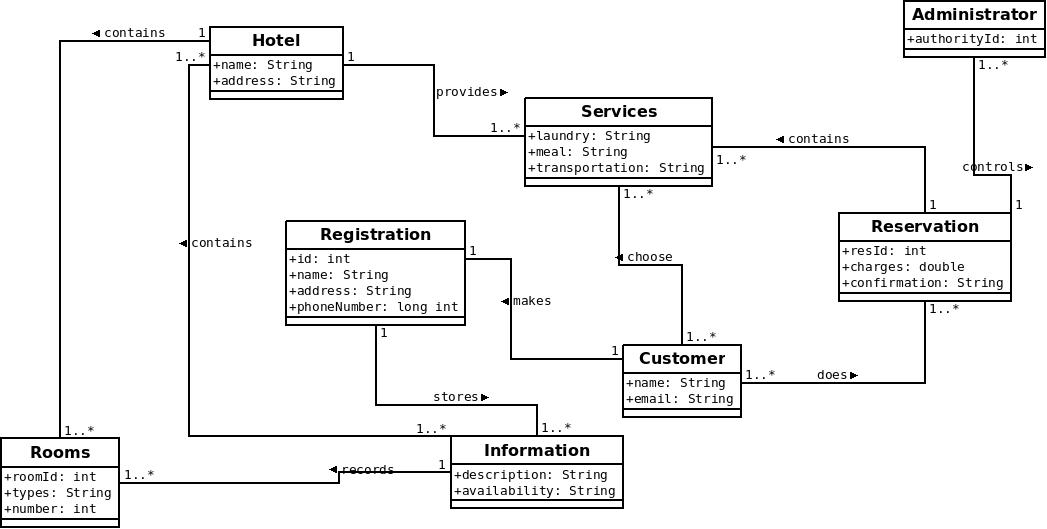 Administrator
+authorityId: int
1..*
controls
1
Hotel
+name: String
+address: String
contains
1
1..*
1
provides
1..*
Services
+laundry: String
+meal: String
+transportation: String
1..*
contains
1
1..*
choose
1..*
Reservation
+resId: int
+charges: double
+confirmation: String
1..*
contains
Registration
+id: int
+name: String
+address: String
+phoneNumber: long int
1
makes
1
1
Customer
+name: String
+email: String
1..*
does
stores
1..*
1..*
1..*
Rooms
+roomId: int
+types: String
+number: int
1..*
records
1
Information
+description: String
+availability: String